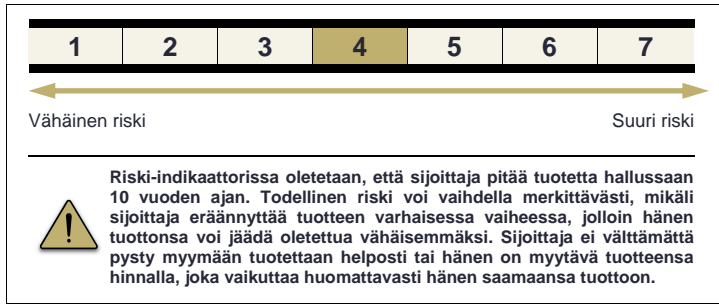 1 2 3 4 5 6 7
Vähäinen riski Suuri riski
Riski-indikaattorissa oletetaan, että sijoittaja pitää tuotetta hallussaan
10 vuoden ajan. Todellinen riski voi vaihdella merkittävästi, mikäli
sijoittaja eräännyttää tuotteen varhaisessa vaiheessa, jolloin hänen
tuottonsa voi jäädä oletettua vähäisemmäksi. Sijoittaja ei välttämättä
pysty myymään tuotettaan helposti tai hänen on myytävä tuotteensa
hinnalla, joka vaikuttaa huomattavasti hänen saamaansa tuottoon.